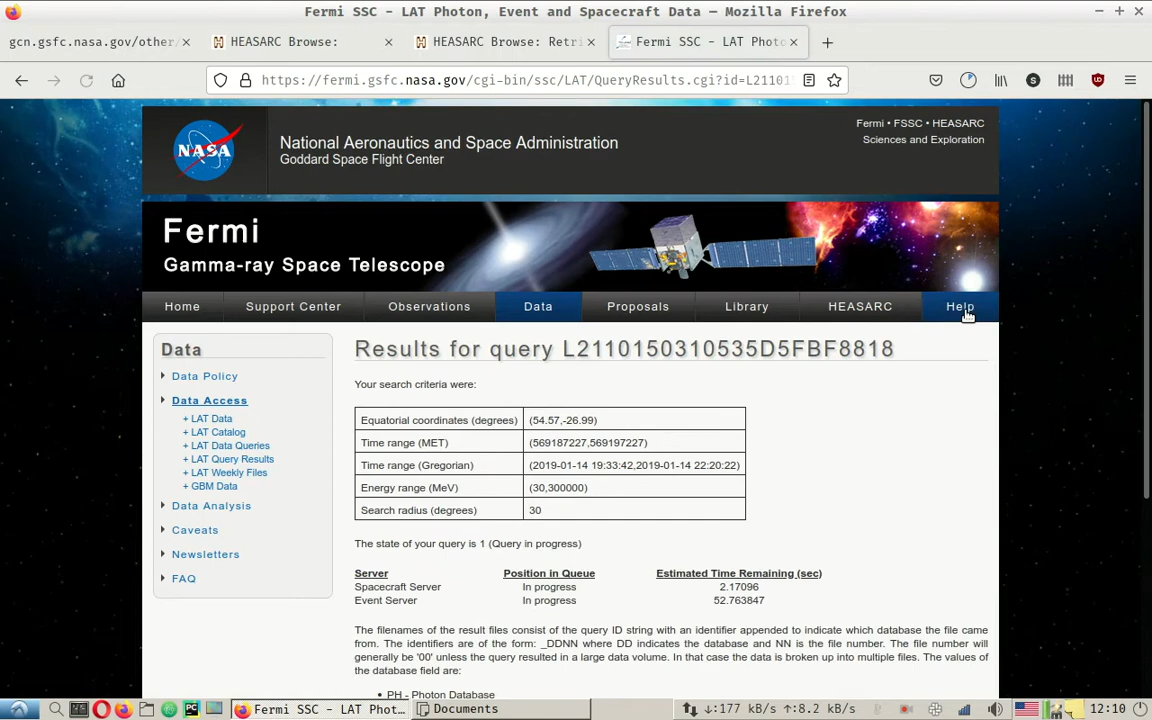 Fermi SSC - LAT Photon, Event and Spacecraft Data — Mozilla Firefox
gcn.gsfc.nasa.gov/other/
HEASARC Browse:
HEASARC Browse: Retri
Fermi SSC - LAT Photo
https://fermi.gsfc.nasa.gov/cgi-bin/ssc/LAT/QueryResults.cgi?id=L21101
NASA
National Aeronautics and Space Administration
Goddard Space Flight Center
Fermi • FSSC • HEASARC
Sciences and Exploration
Fermi
Gamma-ray Space Telescope
Home Support Center Observations Data Proposals Library HEASARC Help
Data
Data Policy
Data Access
+ LAT Data
+ LAT Catalog
+ LAT Data Queries
+ LAT Query Results
+ LAT Weekly Files
+ GBM Data
Data Analysis
Caveats
Newsletters
FAQ
Results for query L2110150310535D5FBF8818
Your search criteria were:
Equatorial coordinates (degrees) (54.57,-26.99)
Time range (MET) (569187227,569197227)
Time range (Gregorian) (2019-01-14 19:33:42,2019-01-14 22:20:22)
Energy range (MeV) (30,300000)
Search radius (degrees) 30
The state of your query is 1 (Query in progress)
Server Position in Queue Estimated Time Remaining (sec)
Spacecraft Server In progress 2.17096
Event Server In progress 52.763847
The filenames of the result files consist of the query ID string with an identifier appended to indicate which database the file came
from. The identifiers are of the form: _DDNN where DD indicates the database and NN is the file number. The file number will
generally be '00' unless the query resulted in a large data volume. In that case the data is broken up into multiple files. The values of
the database field are:
• PH - Photon Database
Fermi SSC - LAT Phot...
Documents
↑↓:177 kB/s ↑:8.2 kB/s
12:10